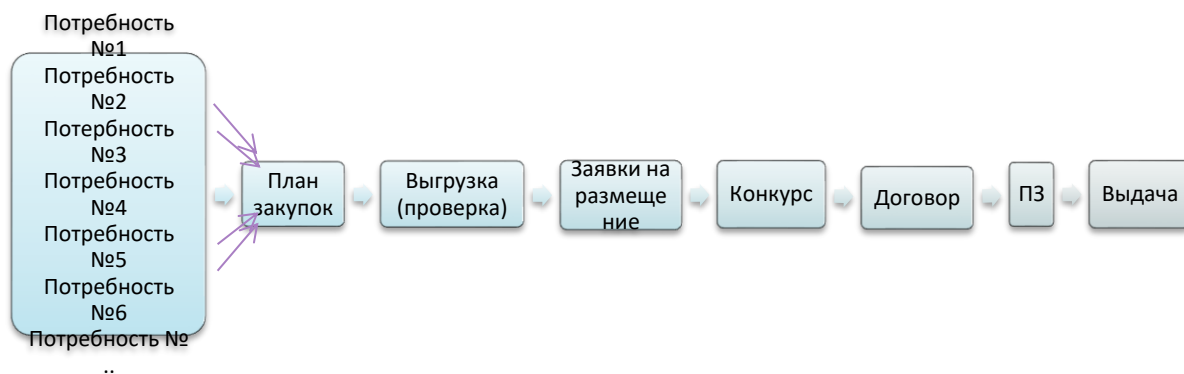 Потребность
№1
Потребность
№2
Потербность
№3
Потребность
№4
Потребность
№5
Потребность
№6
Потребность №
..
План
закупок
Выгрузка
(проверка)
Заявки на
размеще
ние
Конкурс
Договор
ПЗ
Выдача